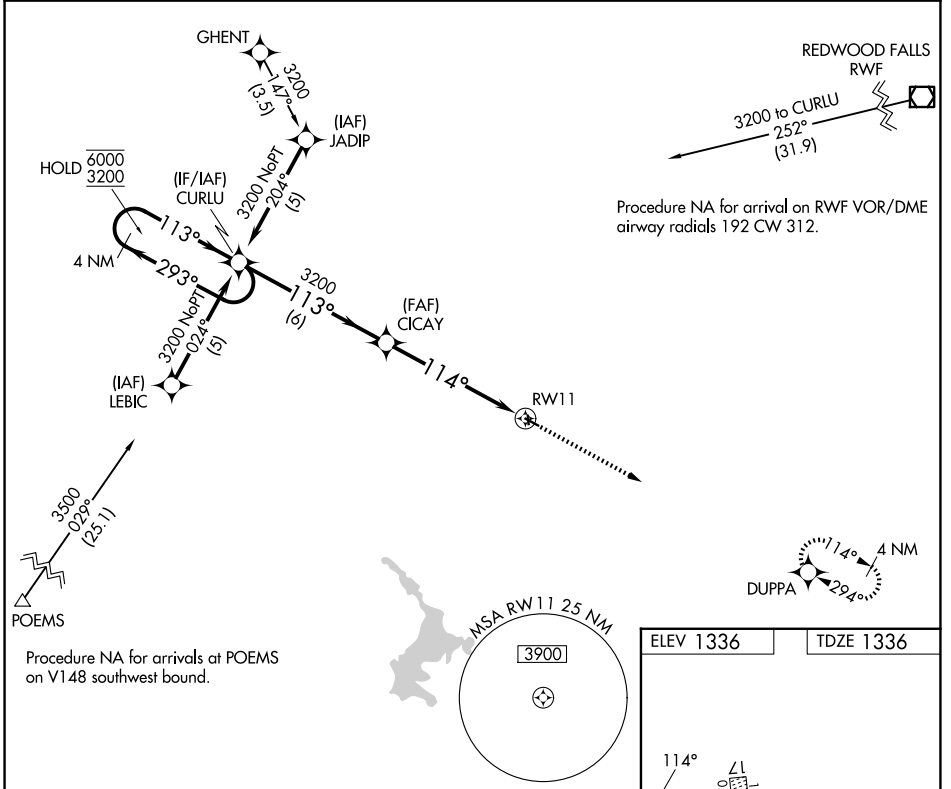 GHENT
3200
147°
(3.5)
(IAF)
JADIP
REDWOOD FALLS
RWF
3200 to CURLU
252°
(31.9)
Procedure NA for arrival on RWF VOR/DME
airway radials 192 CW 312.
HOLD 6000
3200
(IF/IAF)
CURLU
3200 NoPT
204°
(5)
113°
4 NM
293°
3200 NoPT
024°
(5)
3200
113°
(6)
(FAF)
CICAY
114°
RW11
(IAF)
LEBIC
3500
029°
(25.1)
POEMS
Procedure NA for arrivals at POEMS
on V148 southwest bound.
114°
4 NM
DUPPA
294°
MSA RW11 25 NM
3900
ELEV 1336
TDZE 1336
114°
17